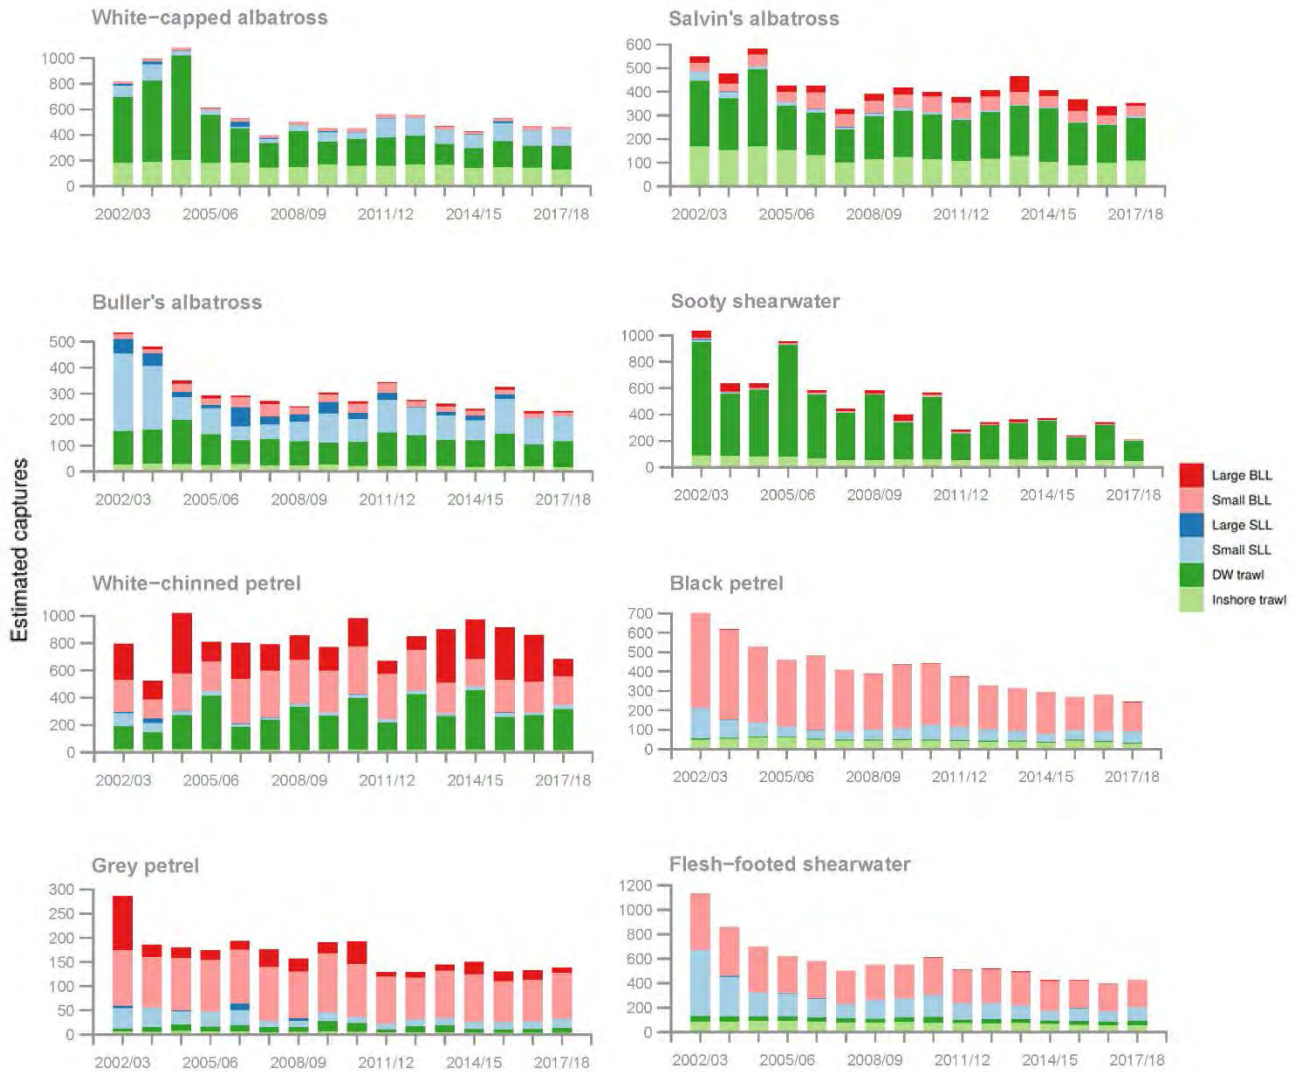 White−capped albatross
1000
800
600
400
200
0
2002/03 2005/06 2008/09 2011/12 2014/15 2017/18
Salvin's albatross
600
500
400
300
200
100
0
2002/03 2005/06 2008/09 2011/12 2014/15 2017/18
Buller's albatross
500
400
300
200
100
0
2002/03 2005/06 2008/09 2011/12 2014/15 2017/18
Sooty shearwater
1000
800
600
400
200
0
2002/03 2005/06 2008/09 2011/12 2014/15 2017/18
Estimated captures
Large BLL
Small BLL
Large SLL
Small SLL
DW trawl
Inshore trawl
White−chinned petrel
1000
800
600
400
200
0
2002/03 2005/06 2008/09 2011/12 2014/15 2017/18
Black petrel
700
600
500
400
300
200
100
0
2002/03 2005/06 2008/09 2011/12 2014/15 2017/18
Grey petrel
300
250
200
150
100
50
0
2002/03 2005/06 2008/09 2011/12 2014/15 2017/18
Flesh−footed shearwater
1200
1000
800
600
400
200
0
2002/03 2005/06 2008/09 2011/12 2014/15 2017/18